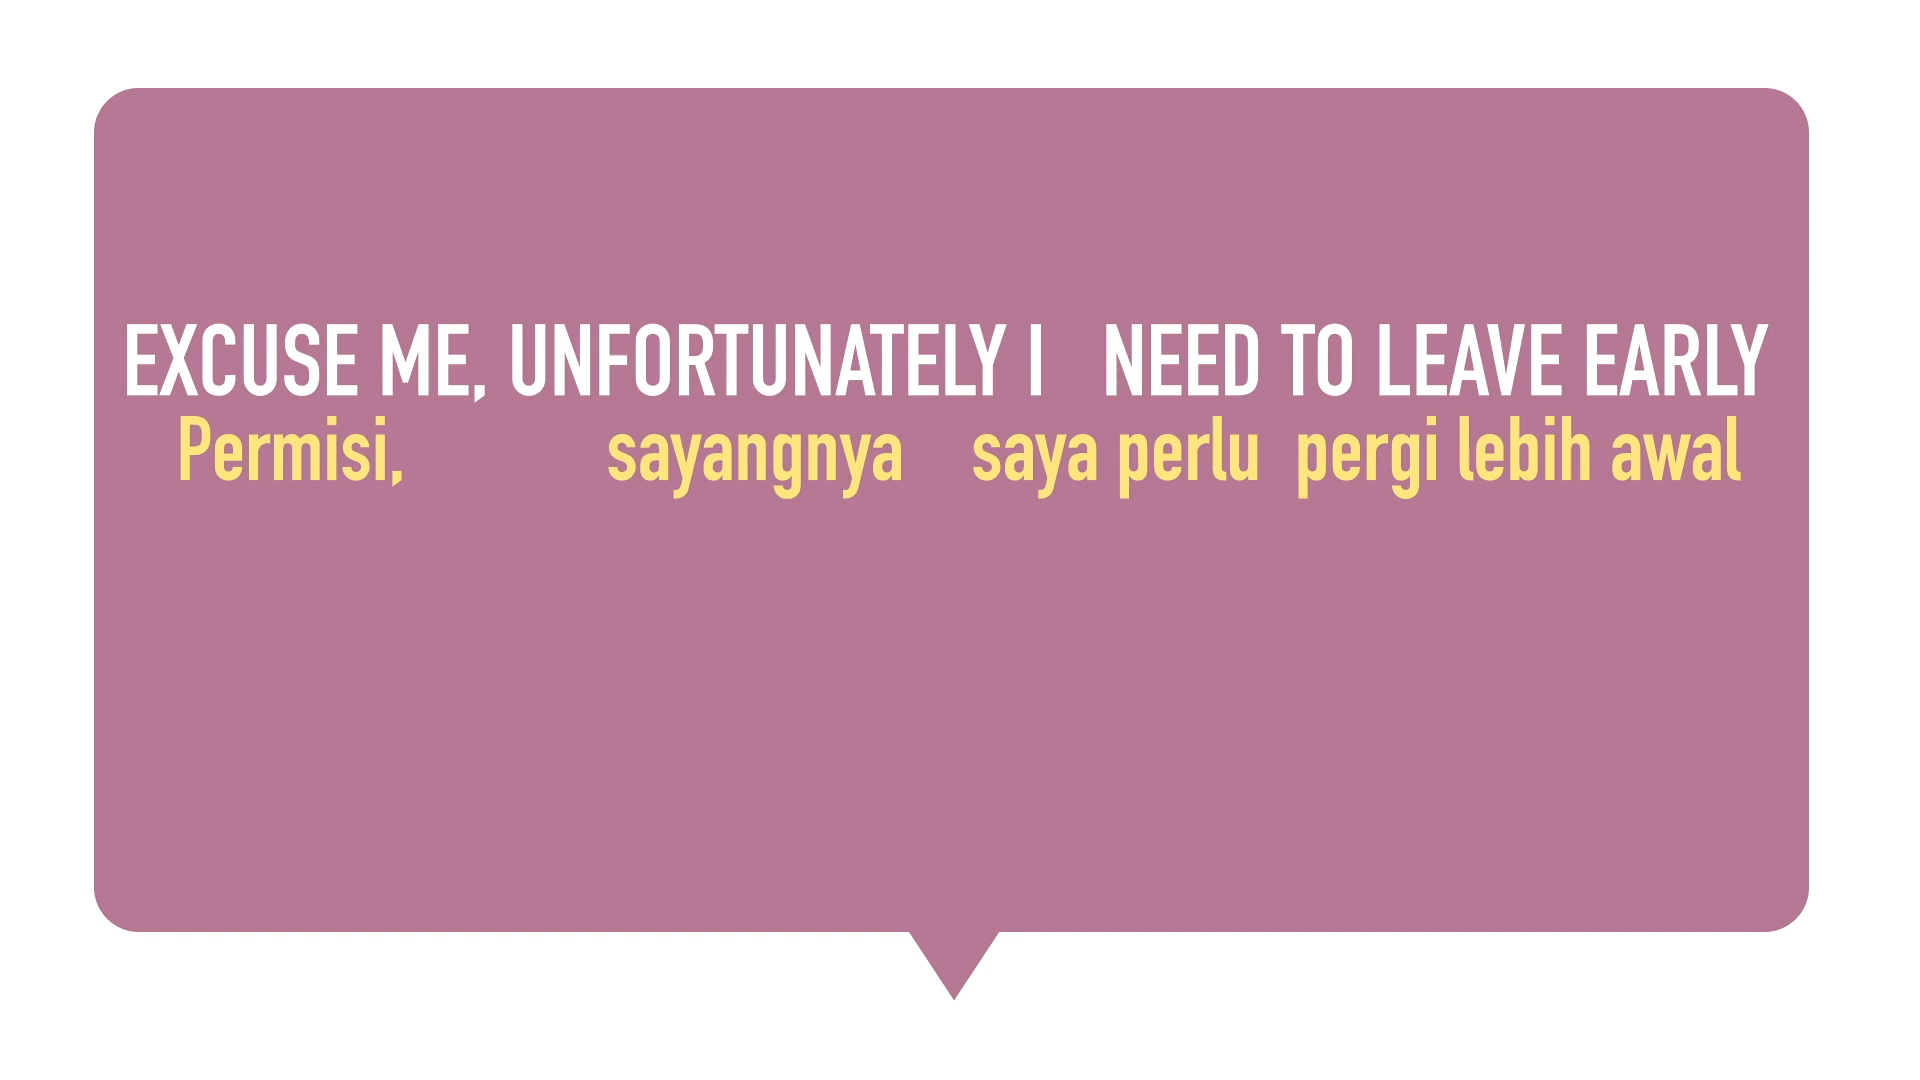 EXCUSE ME, UNFORTUNATELY I NEED TO LEAVE EARLY
Permisi, sayangnya saya perlu pergi lebih awal